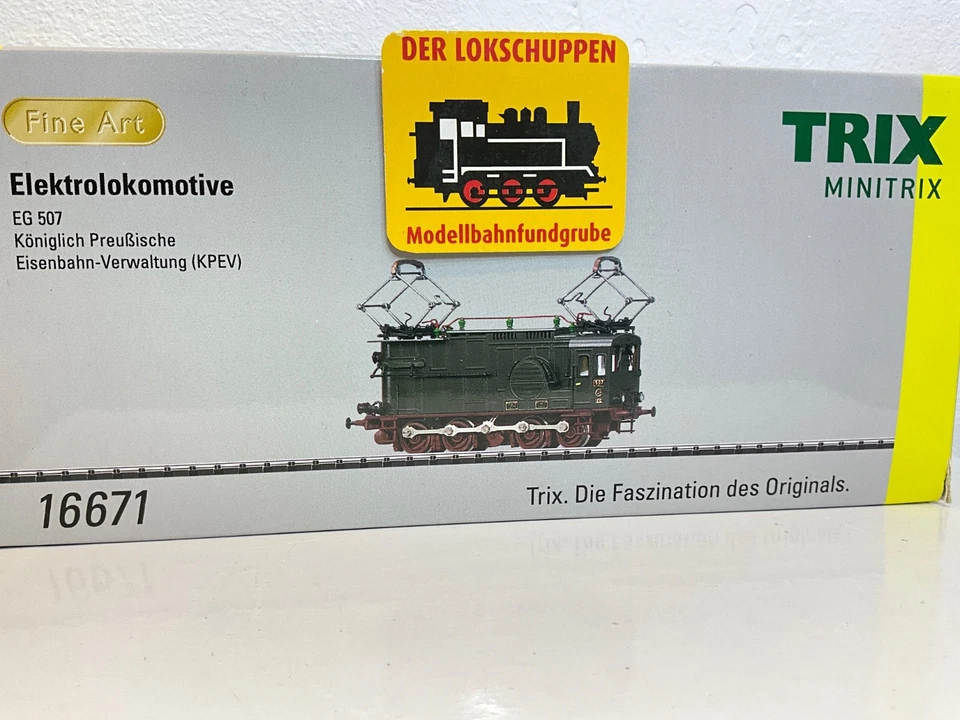 DER LOKSCHUPPEN
Modellbahnfundgrube
Fine Art
Elektrolokomotive
EG 507
Königlich Preußische
Eisenbahn-Verwaltung (KPEV)
TRIX
MINITRIX
16671
Trix. Die Faszination des Originals.